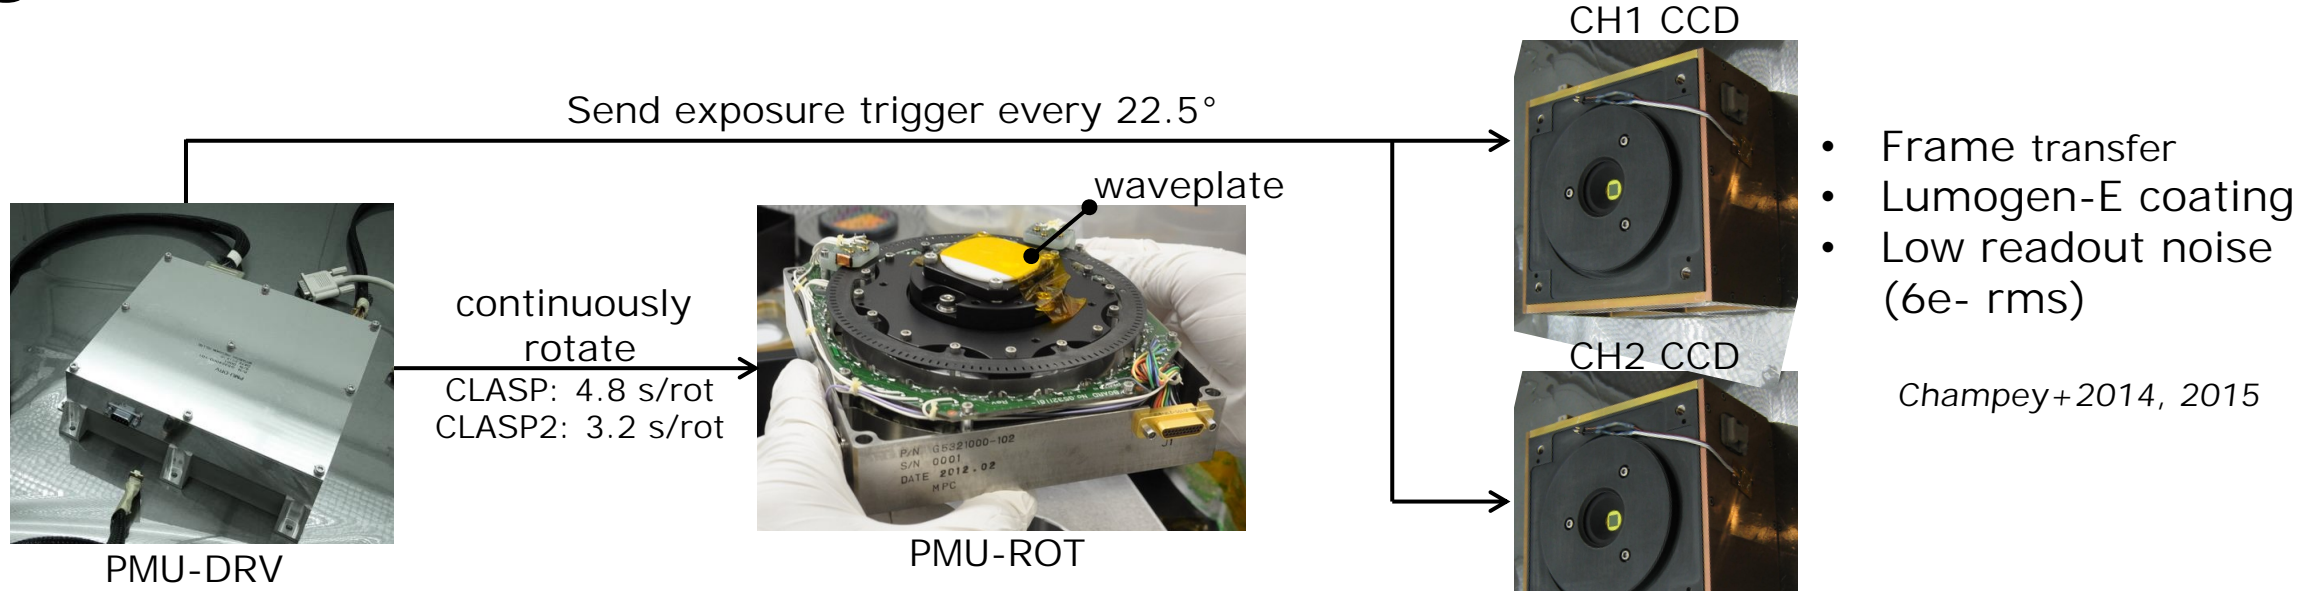 CH1 CCD
Send exposure trigger every 22.5°
waveplate
• Frame transfer
• Lumogen-E coating
• Low readout noise
(6e- rms)
continuously
rotate
CLASP: 4.8 s/rot
CLASP2: 3.2 s/rot
CH2 CCD
Champey+2014, 2015
P/N G5321000-102
S/N 0001
DATE 2012.02
MPC
J1
PMU-DRV
PMU-ROT